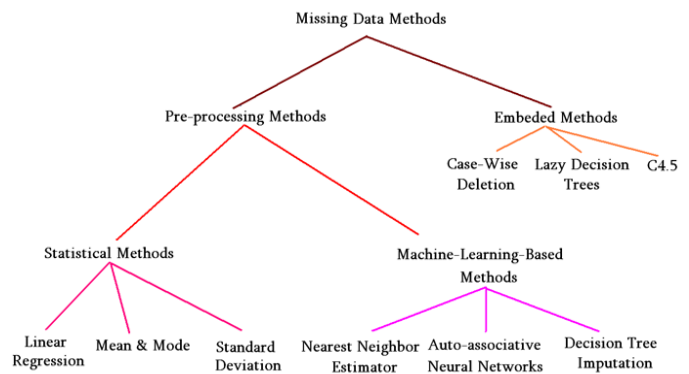 Missing Data Methods
Pre-processing Methods
Embeded Methods
Case-Wise
Deletion
Lazy Decision
Trees
C4.5
Statistical Methods
Machine-Learning-Based
Methods
Linear
Regression
Mean & Mode
Standard
Deviation
Nearest Neighbor
Estimator
Auto-associative
Neural Networks
Decision Tree
Imputation